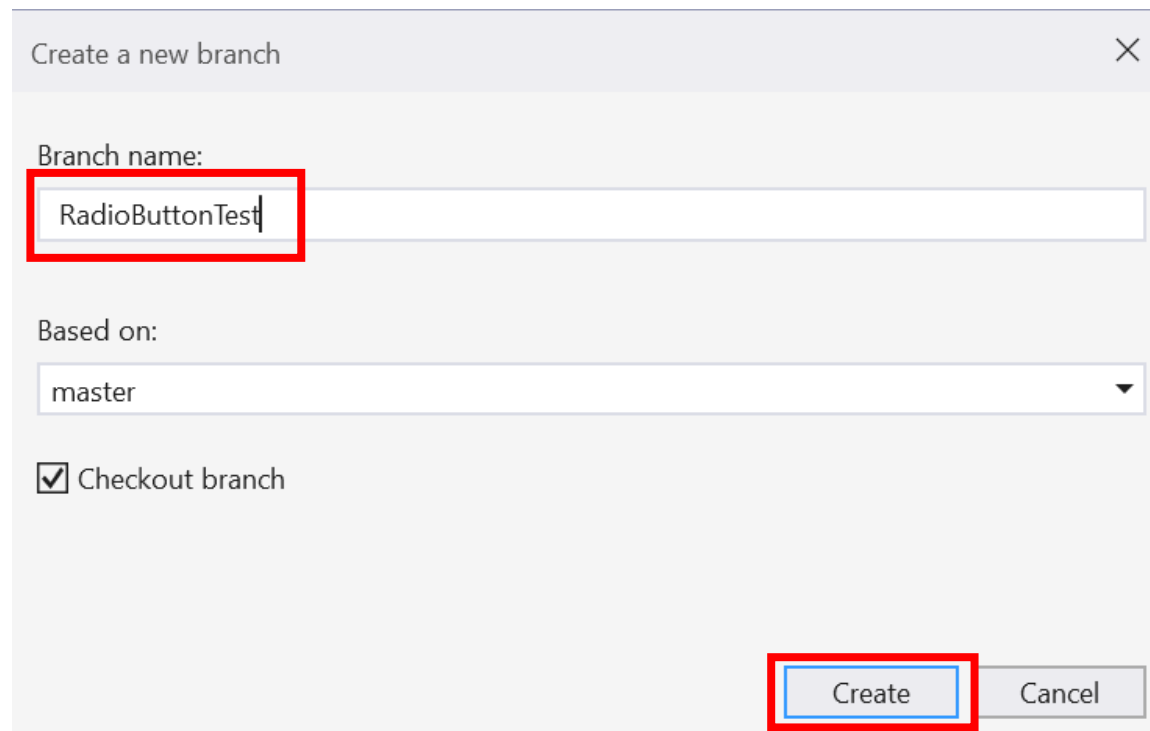 Create a new branch
Branch name:
RadioButtonTest
Based on:
master
Checkout branch
Create Cancel